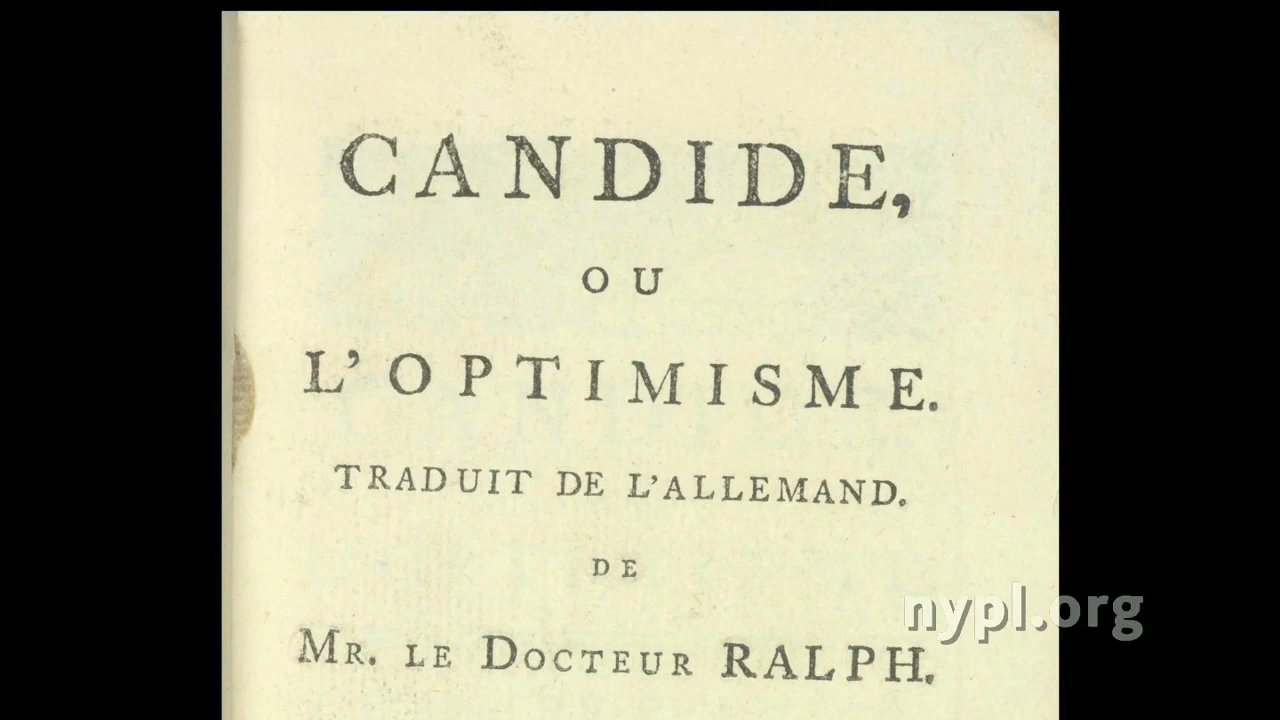 CANDIDE,
OU
L'OPTIMISME.
TRADUIT DE L'ALLEMAND.
DE
MR. LE DOCTEUR RALPH.
nypl.org